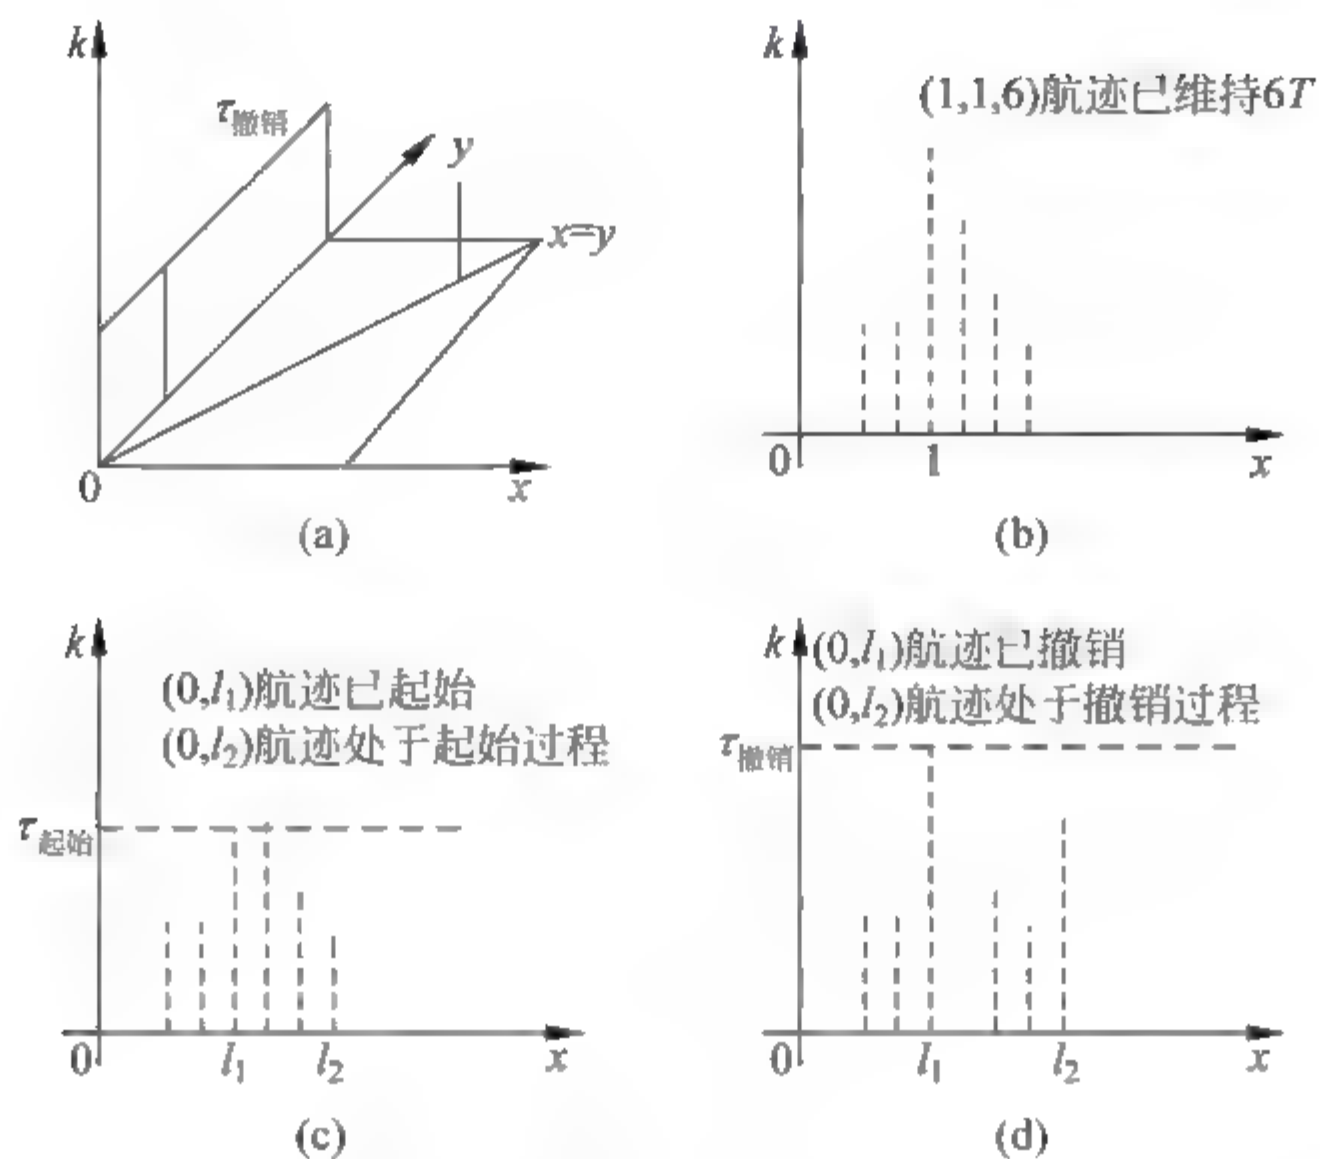 k
τ撤销
y
x=y
0
x
(a)
k
(1,1,6)航迹已维持6T
0
1
x
(b)
k
(0,l₁)航迹已起始
(0,l₂)航迹处于起始过程
τ起始
0
l₁
l₂
x
(c)
k
(0,l₁)航迹已撤销
(0,l₂)航迹处于撤销过程
τ撤销
0
l₁
l₂
x
(d)